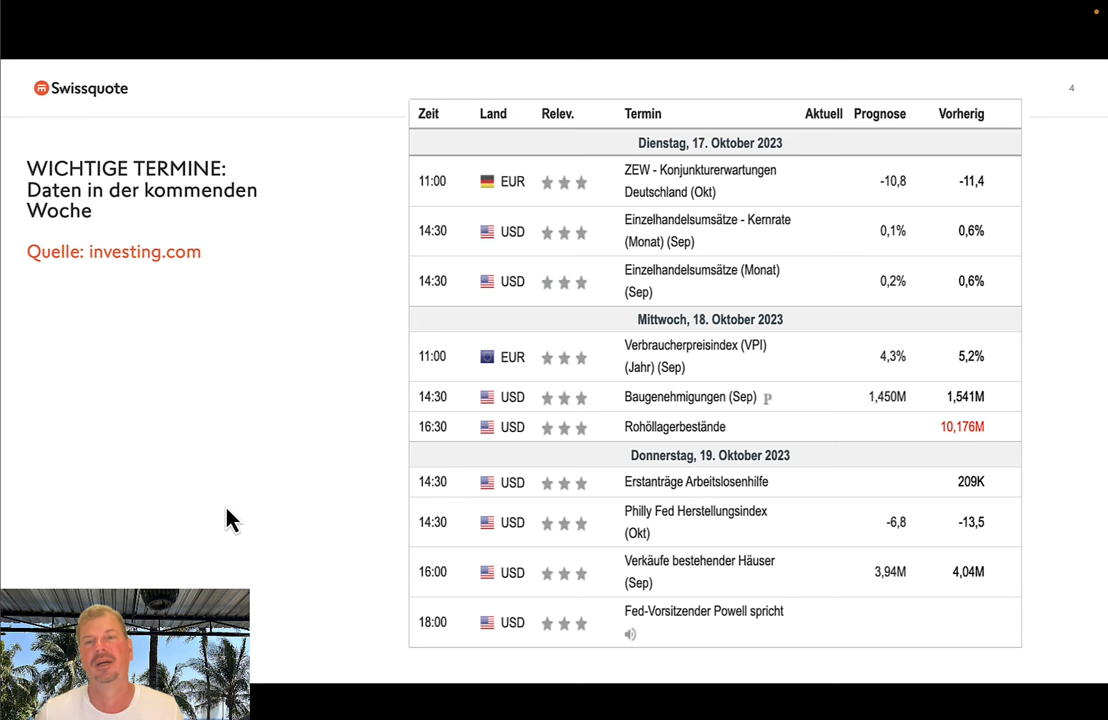 Swissquote
4
WICHTIGE TERMINE:
Daten in der kommenden
Woche
Quelle: investing.com
Zeit Land Relev. Termin Aktuell Prognose Vorherig
Dienstag, 17. Oktober 2023
11:00 EUR ZEW - Konjunkturerwartungen -10,8 -11,4
Deutschland (Okt)
14:30 USD Einzelhandelsumsätze - Kernrate 0,1% 0,6%
(Monat) (Sep)
14:30 USD Einzelhandelsumsätze (Monat) 0,2% 0,6%
(Sep)
Mittwoch, 18. Oktober 2023
11:00 EUR Verbraucherpreisindex (VPI) 4,3% 5,2%
(Jahr) (Sep)
14:30 USD Baugenehmigungen (Sep) P 1,450M 1,541M
16:30 USD Rohöllagerbestände 10,176M
Donnerstag, 19. Oktober 2023
14:30 USD Erstanträge Arbeitslosenhilfe 209K
14:30 USD Philly Fed Herstellungsindex -6,8 -13,5
(Okt)
16:00 USD Verkäufe bestehender Häuser 3,94M 4,04M
(Sep)
18:00 USD Fed-Vorsitzender Powell spricht